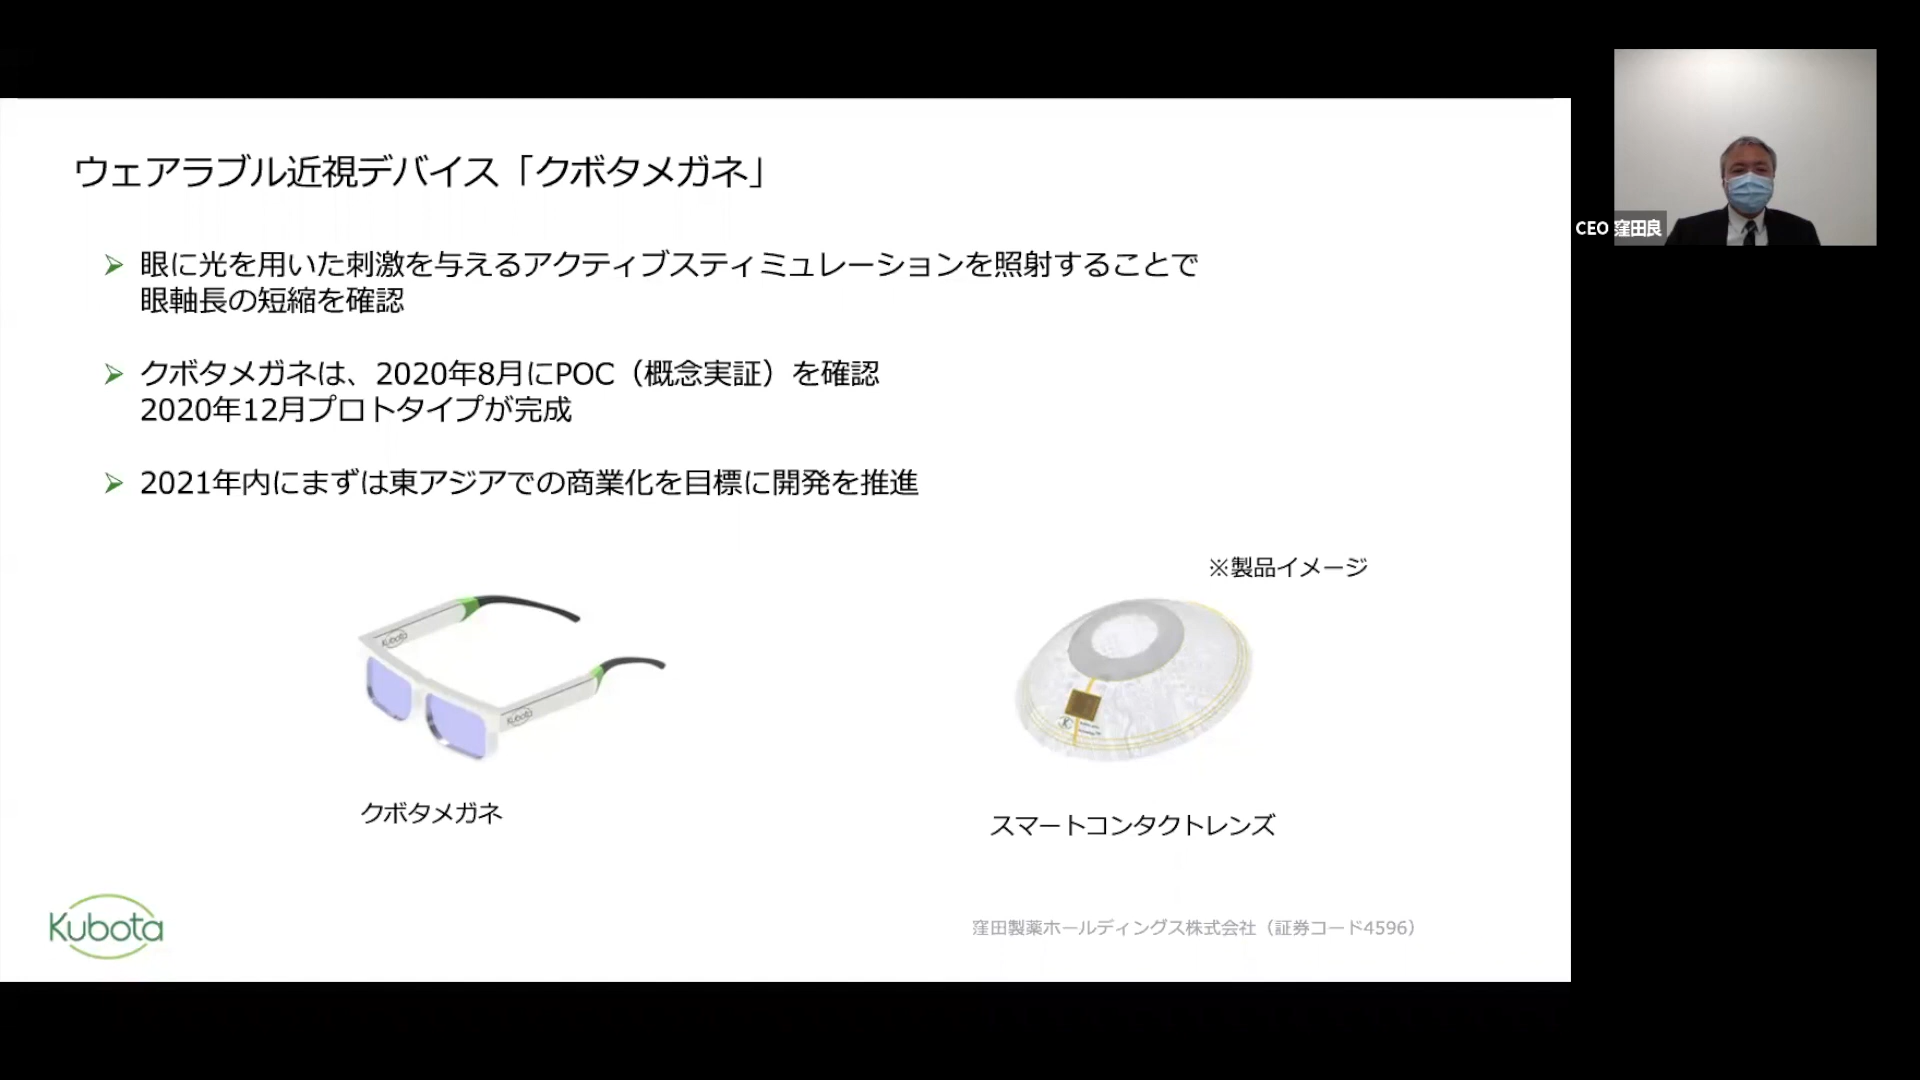 ウェアラブル近視デバイス「クボタメガネ」
眼に光を用いた刺激を与えるアクティブスティミュレーションを照射することで
眼軸長の短縮を確認
クボタメガネは、2020年8月にPOC（概念実証）を確認
2020年12月プロトタイプが完成
2021年内にまずは東アジアでの商業化を目標に開発を推進
※製品イメージ
Kubota
Kubota
クボタメガネ
スマートコンタクトレンズ
Kubota
窪田製薬ホールディングス株式会社（証券コード4596）
CEO 窪田良